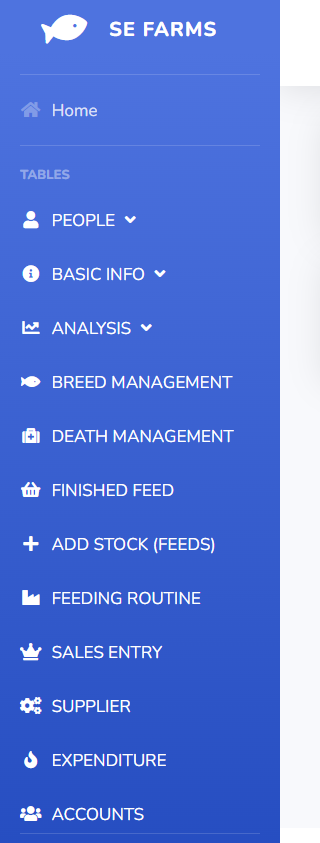 SE FARMS
Home
TABLES
PEOPLE
BASIC INFO
ANALYSIS
BREED MANAGEMENT
DEATH MANAGEMENT
FINISHED FEED
ADD STOCK (FEEDS)
FEEDING ROUTINE
SALES ENTRY
SUPPLIER
EXPENDITURE
ACCOUNTS